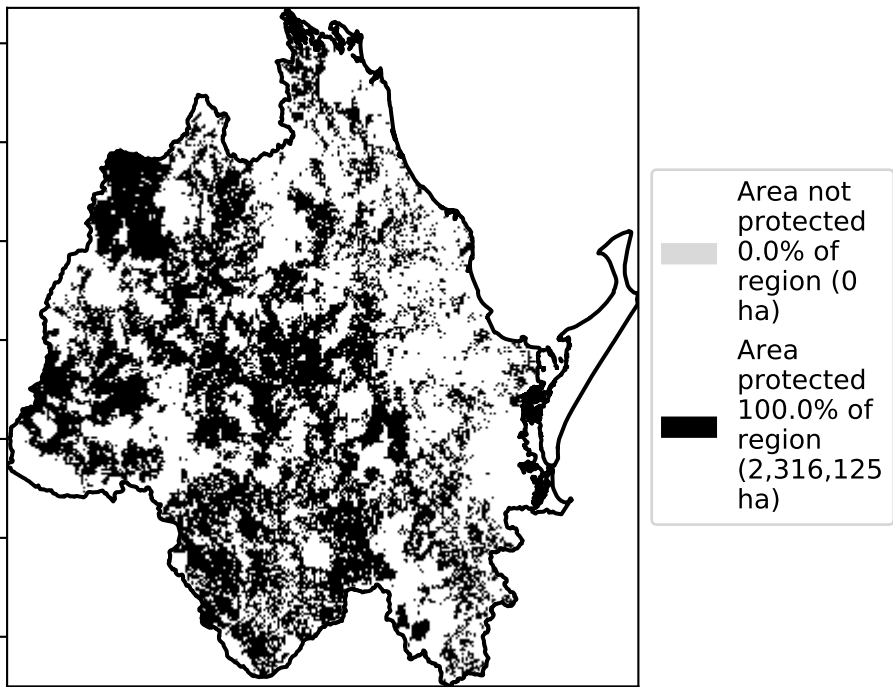 Area not
protected
0.0% of
region (0
ha)
Area
protected
100.0% of
region
(2,316,125
ha)